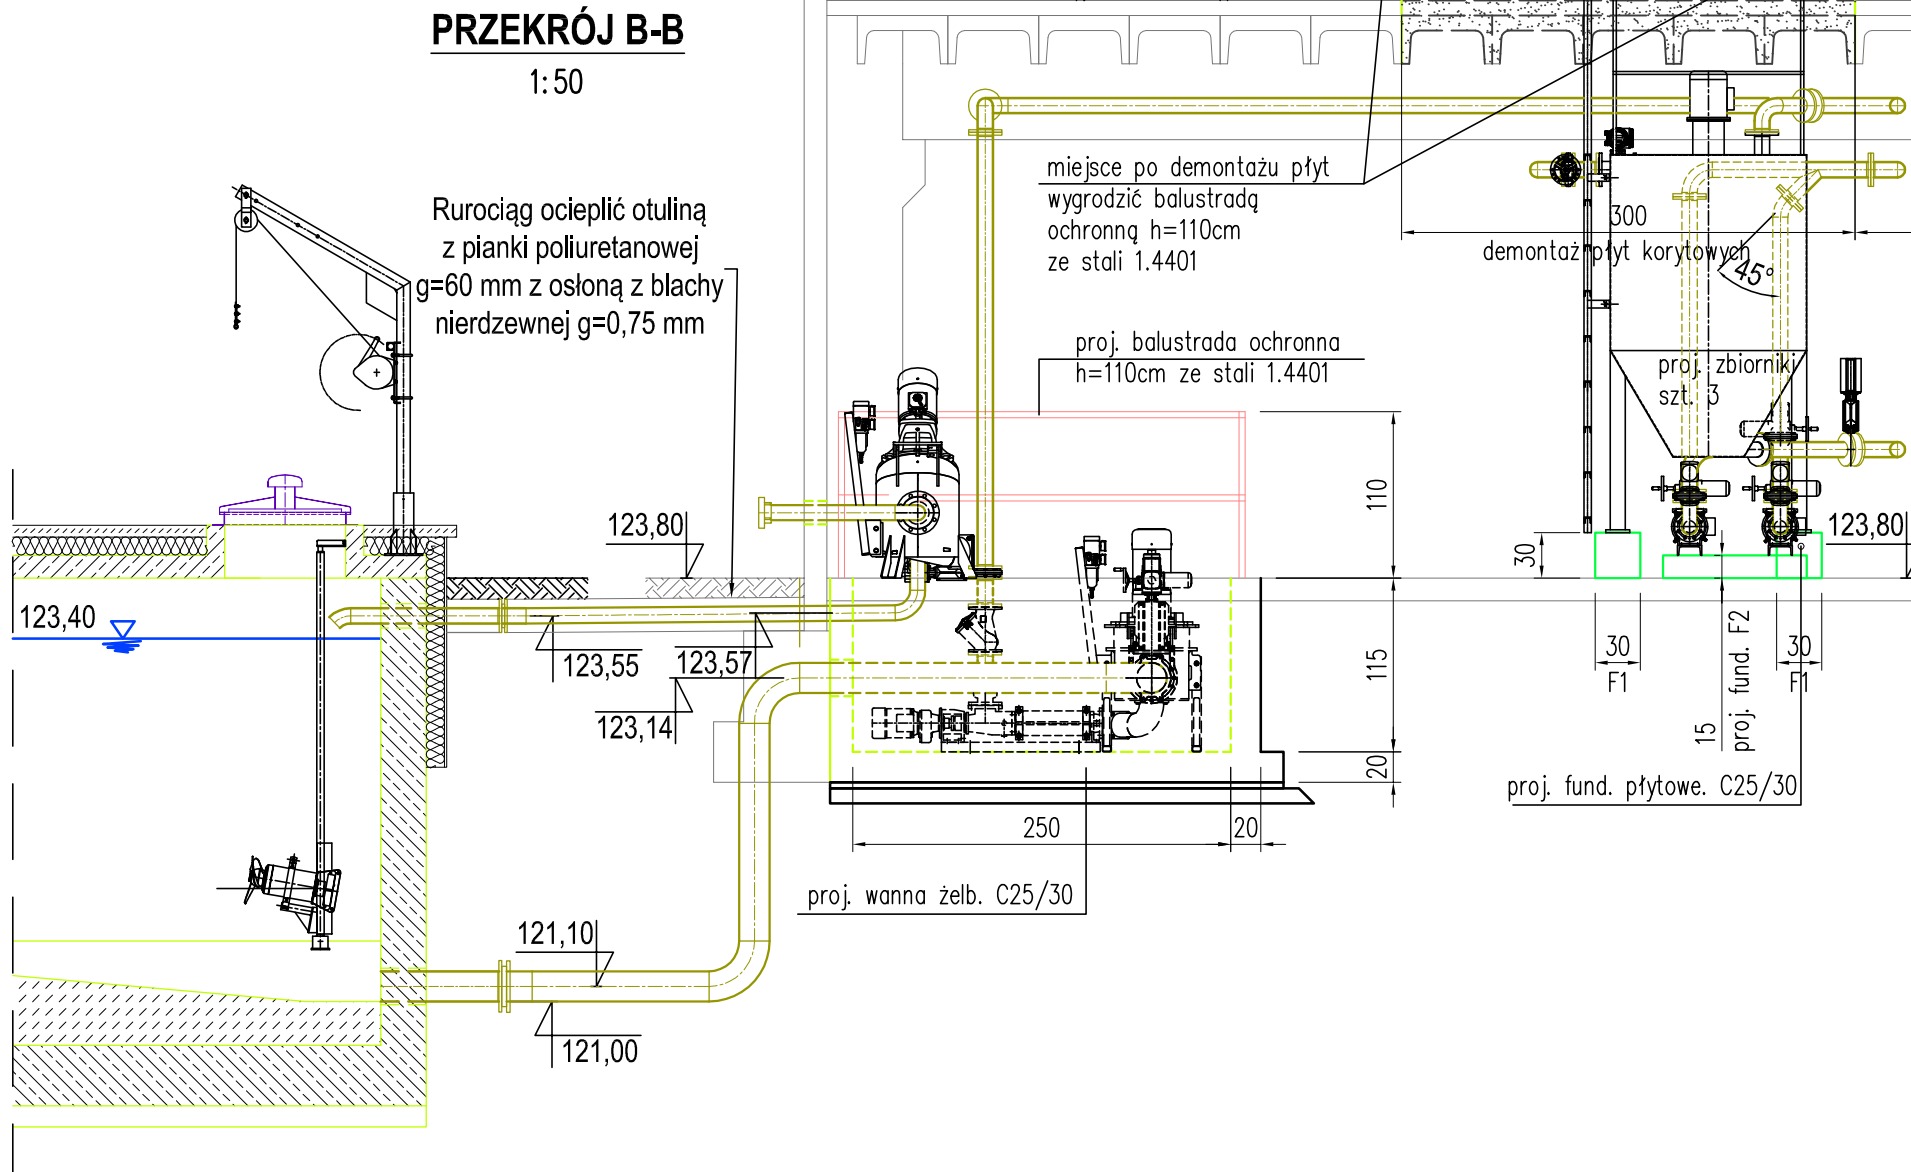 PRZEKRÓJ B-B
1:50
Rurociąg ocieplić otuliną
z pianki poliuretanowej
g=60 mm z osłoną z blachy
nierdzewnej g=0,75 mm
miejsce po demontażu płyt
wygrodzić balustradą
ochronną h=110cm
ze stali 1.4401
proj. balustrada ochronna
h=110cm ze stali 1.4401
300
demontaż płyt korytowych
45°
proj. zbiorniki
szt. 3
123,80
123,40
123,55
123,57
123,14
121,10
121,00
110
115
20
250
20
proj. wanna żelb. C25/30
30
123,80
30
F1
30
F1
15
proj. fund. F2
proj. fund. płytowe. C25/30